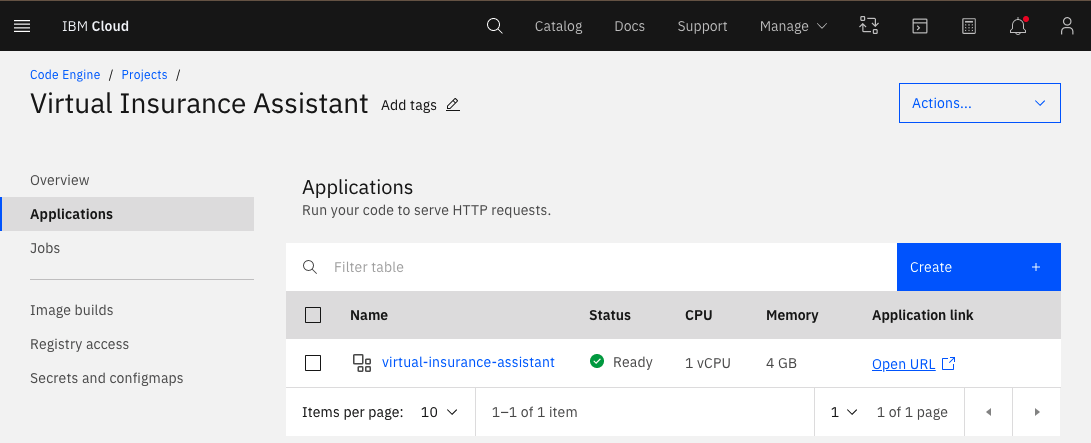 IBM Cloud Catalog Docs Support Manage
Code Engine / Projects /
Virtual Insurance Assistant Add tags
Actions...
Overview
Applications
Jobs
Image builds
Registry access
Secrets and configmaps
Applications
Run your code to serve HTTP requests.
Filter table Create +
Name Status CPU Memory Application link
virtual-insurance-assistant Ready 1 vCPU 4 GB Open URL
Items per page: 10 1–1 of 1 item 1 1 of 1 page